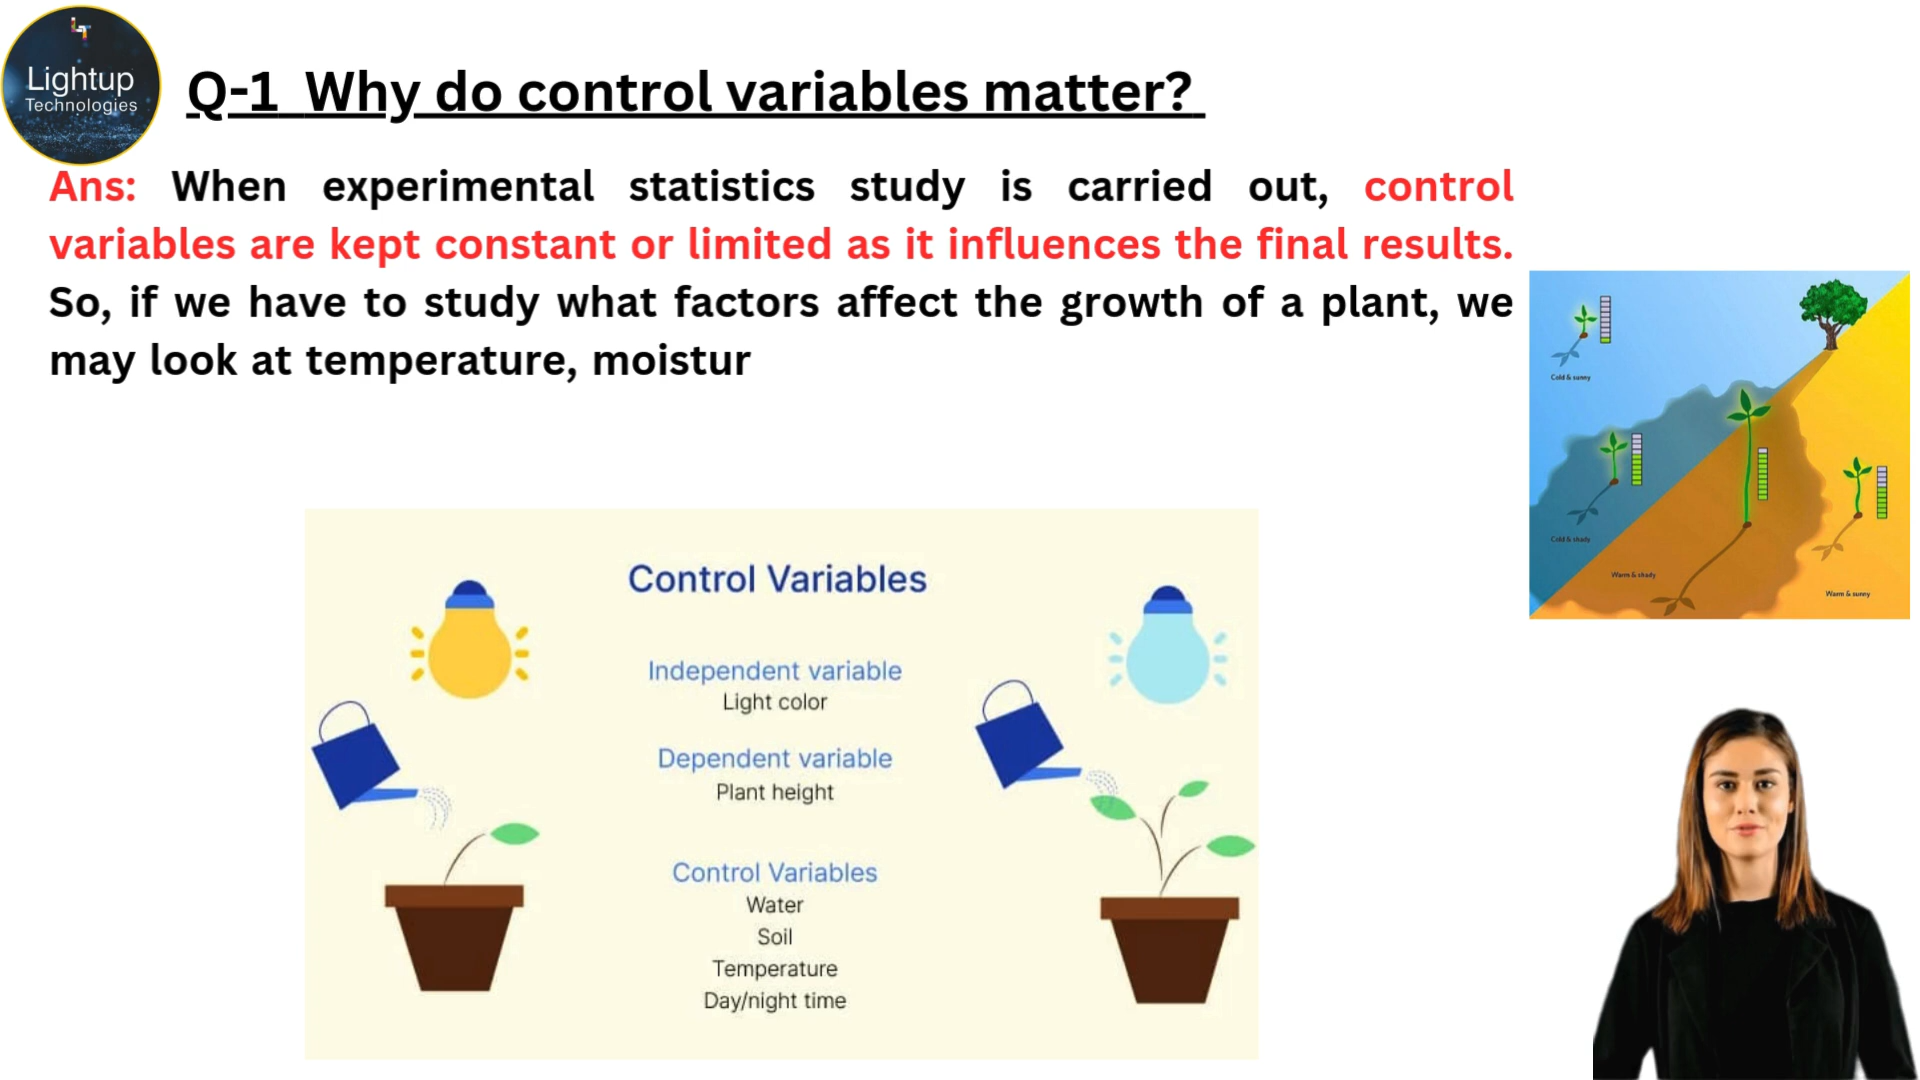 LT
Lightup
Technologies
Q-1 Why do control variables matter?
Ans: When experimental statistics study is carried out, control
variables are kept constant or limited as it influences the final results.
So, if we have to study what factors affect the growth of a plant, we
may look at temperature, moistur
Cold & sunny
Cold & shady
Warm & shady
Warm & sunny
Control Variables
Independent variable
Light color
Dependent variable
Plant height
Control Variables
Water
Soil
Temperature
Day/night time